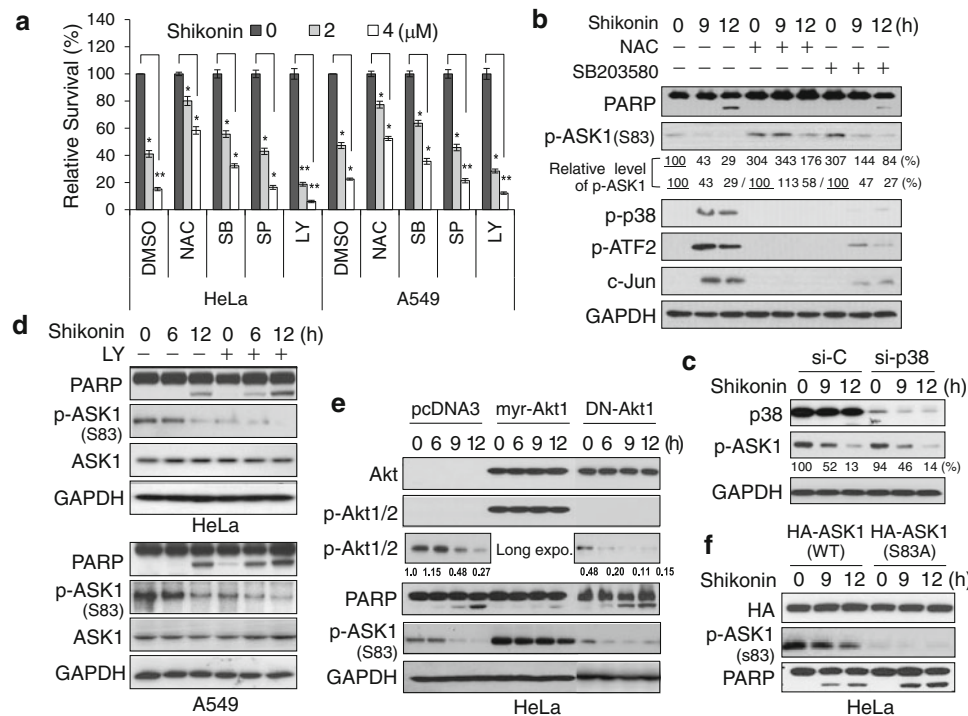 a
Shikonin 0 2 4 (μM)
Relative Survival (%)
140
120
100
80
60
40
20
0
* ** * * * * * * * ** * * * * * * * * * *
DMSO NAC SB SP LY DMSO NAC SB SP LY
HeLa A549
b
Shikonin 0 9 12 0 9 12 0 9 12 (h)
NAC − − − + + + − − −
SB203580 − − − − − − + + +
PARP
p-ASK1(S83)
Relative level of p-ASK1
100 43 29 304 343 176 307 144 84 (%)
100 43 29 / 100 113 58 / 100 47 27 (%)
p-p38
p-ATF2
c-Jun
GAPDH
c
si-C si-p38
Shikonin 0 9 12 0 9 12 (h)
p38
p-ASK1
100 52 13 94 46 14 (%)
GAPDH
d
Shikonin 0 6 12 0 6 12 (h)
LY − − − + + +
PARP
p-ASK1
(S83)
ASK1
GAPDH
HeLa
PARP
p-ASK1
(S83)
ASK1
GAPDH
A549
e
pcDNA3 myr-Akt1 DN-Akt1
0 6 9 12 0 6 9 12 0 6 9 12 (h)
Akt
p-Akt1/2
p-Akt1/2 Long expo.
1.0 1.15 0.48 0.27 0.48 0.20 0.11 0.15
PARP
p-ASK1
(S83)
GAPDH
HeLa
f
HA-ASK1 HA-ASK1
(WT) (S83A)
Shikonin 0 9 12 0 9 12 (h)
HA
p-ASK1
(s83)
PARP
HeLa